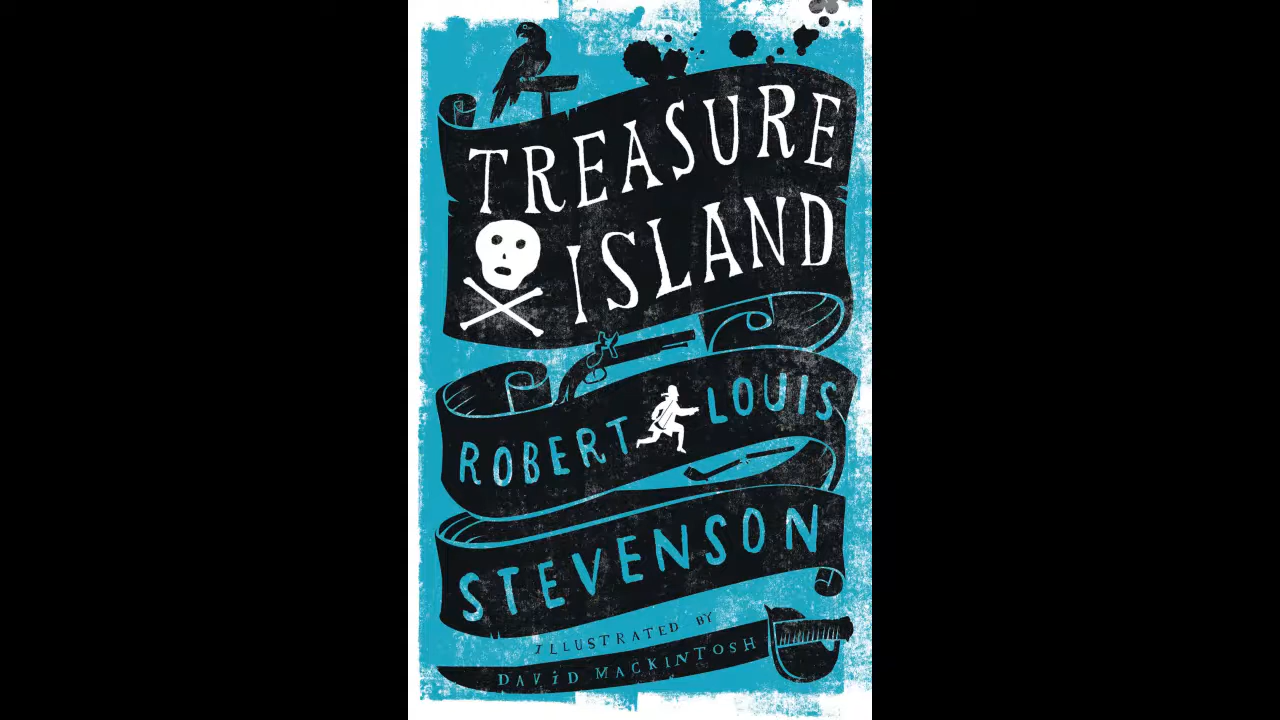 TREASURE
ISLAND
ROBERT LOUIS
STEVENSON
ILLUSTRATED BY
DAVID MACKINTOSH